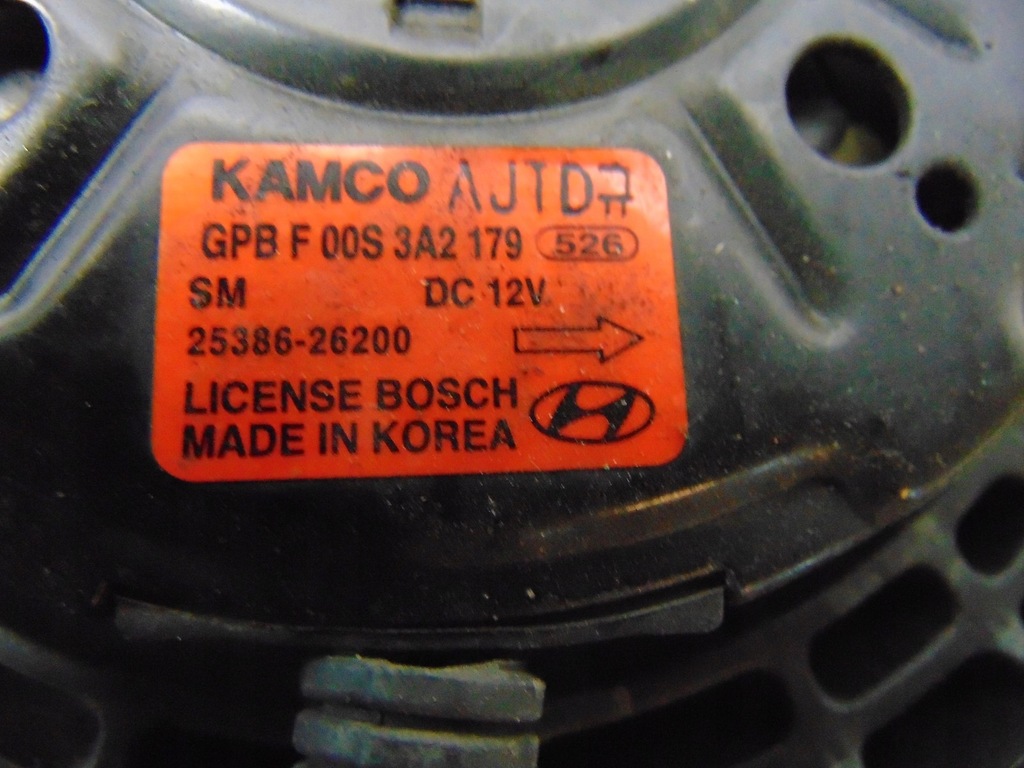 KAMCO AJTD
GPB F 00S 3A2 179 526
SM DC 12V
25386-26200
LICENSE BOSCH
MADE IN KOREA